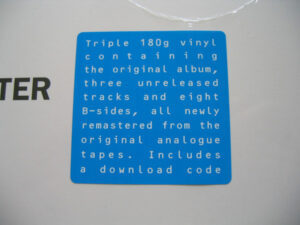 Triple 180g vinyl
containing
the original album,
three unreleased
TER
tracks and eight
B-sides, all newly
remastered from the
original analogue
tapes. Includes
a download code